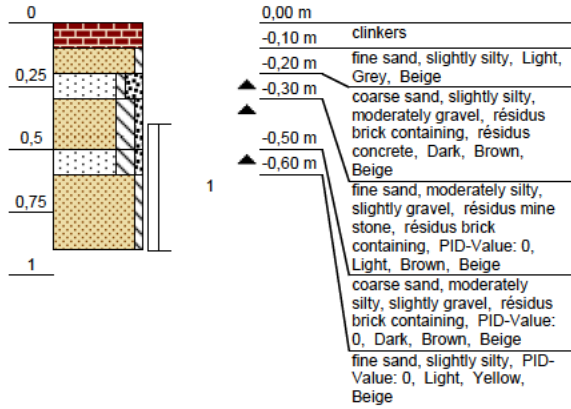 0
0,25
0,5
0,75
1
1
0,00 m
-0,10 m
-0,20 m
-0,30 m
-0,50 m
-0,60 m
clinkers
fine sand, slightly silty, Light,
Grey, Beige
coarse sand, slightly silty,
moderately gravel, résidus
brick containing, résidus
concrete, Dark, Brown,
Beige
fine sand, moderately silty,
slightly gravel, résidus mine
stone, résidus brick
containing, PID-Value: 0,
Light, Brown, Beige
coarse sand, moderately
silty, slightly gravel, résidus
brick containing, PID-Value:
0, Dark, Brown, Beige
fine sand, slightly silty, PID-
Value: 0, Light, Yellow,
Beige